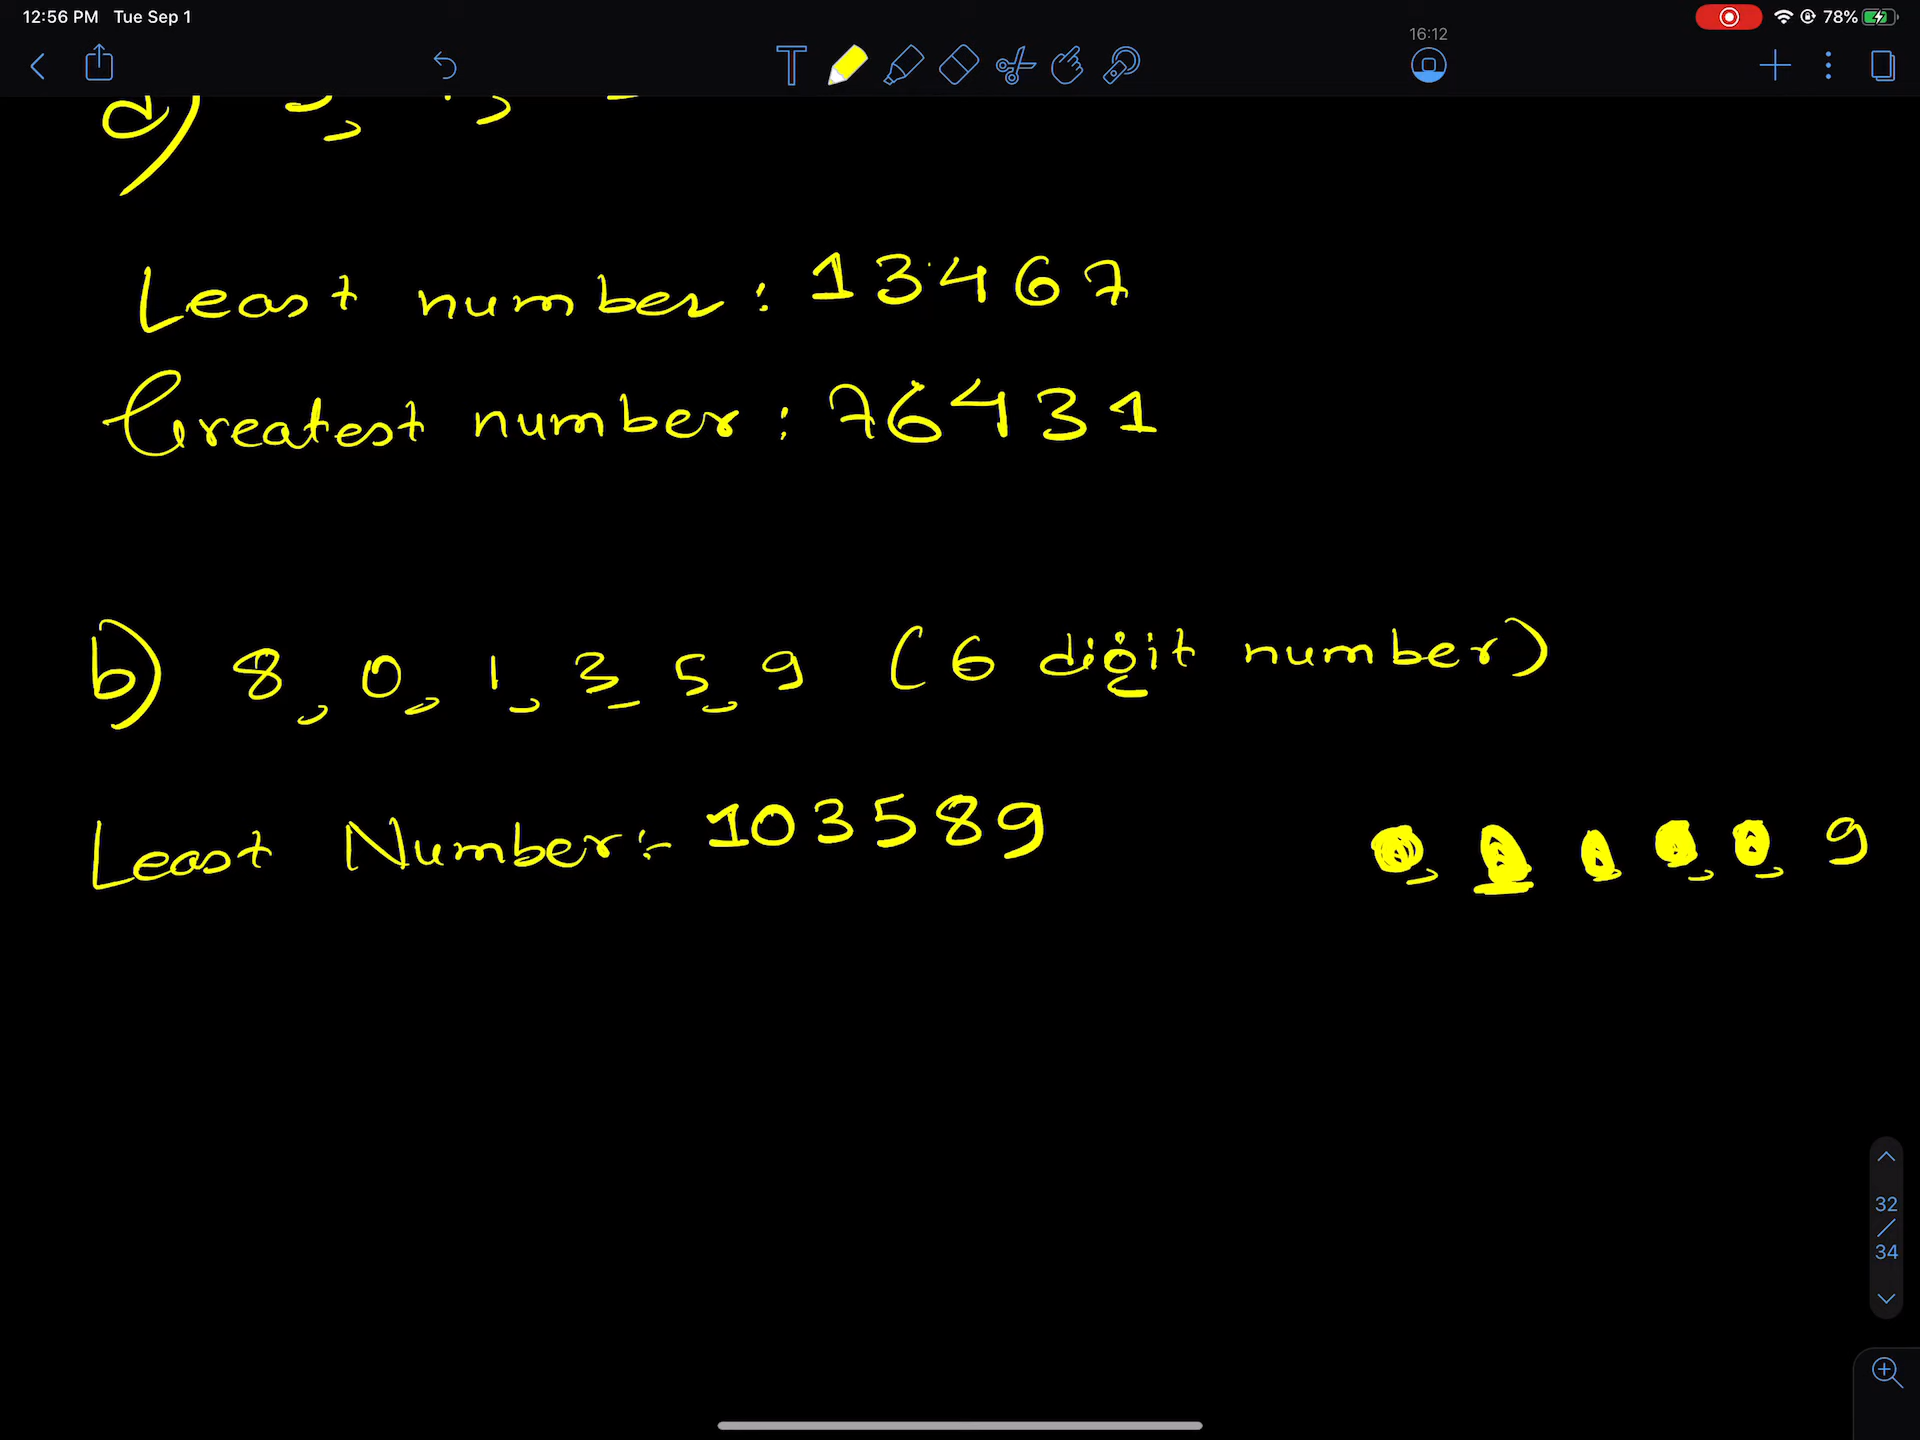 12:56 PM Tue Sep 1 78%
16:12
a)
Least number : 13467
Greatest number : 76431
b) 8, 0, 1, 3, 5, 9 (6 digit number)
Least Number :- 103589
9
32
34